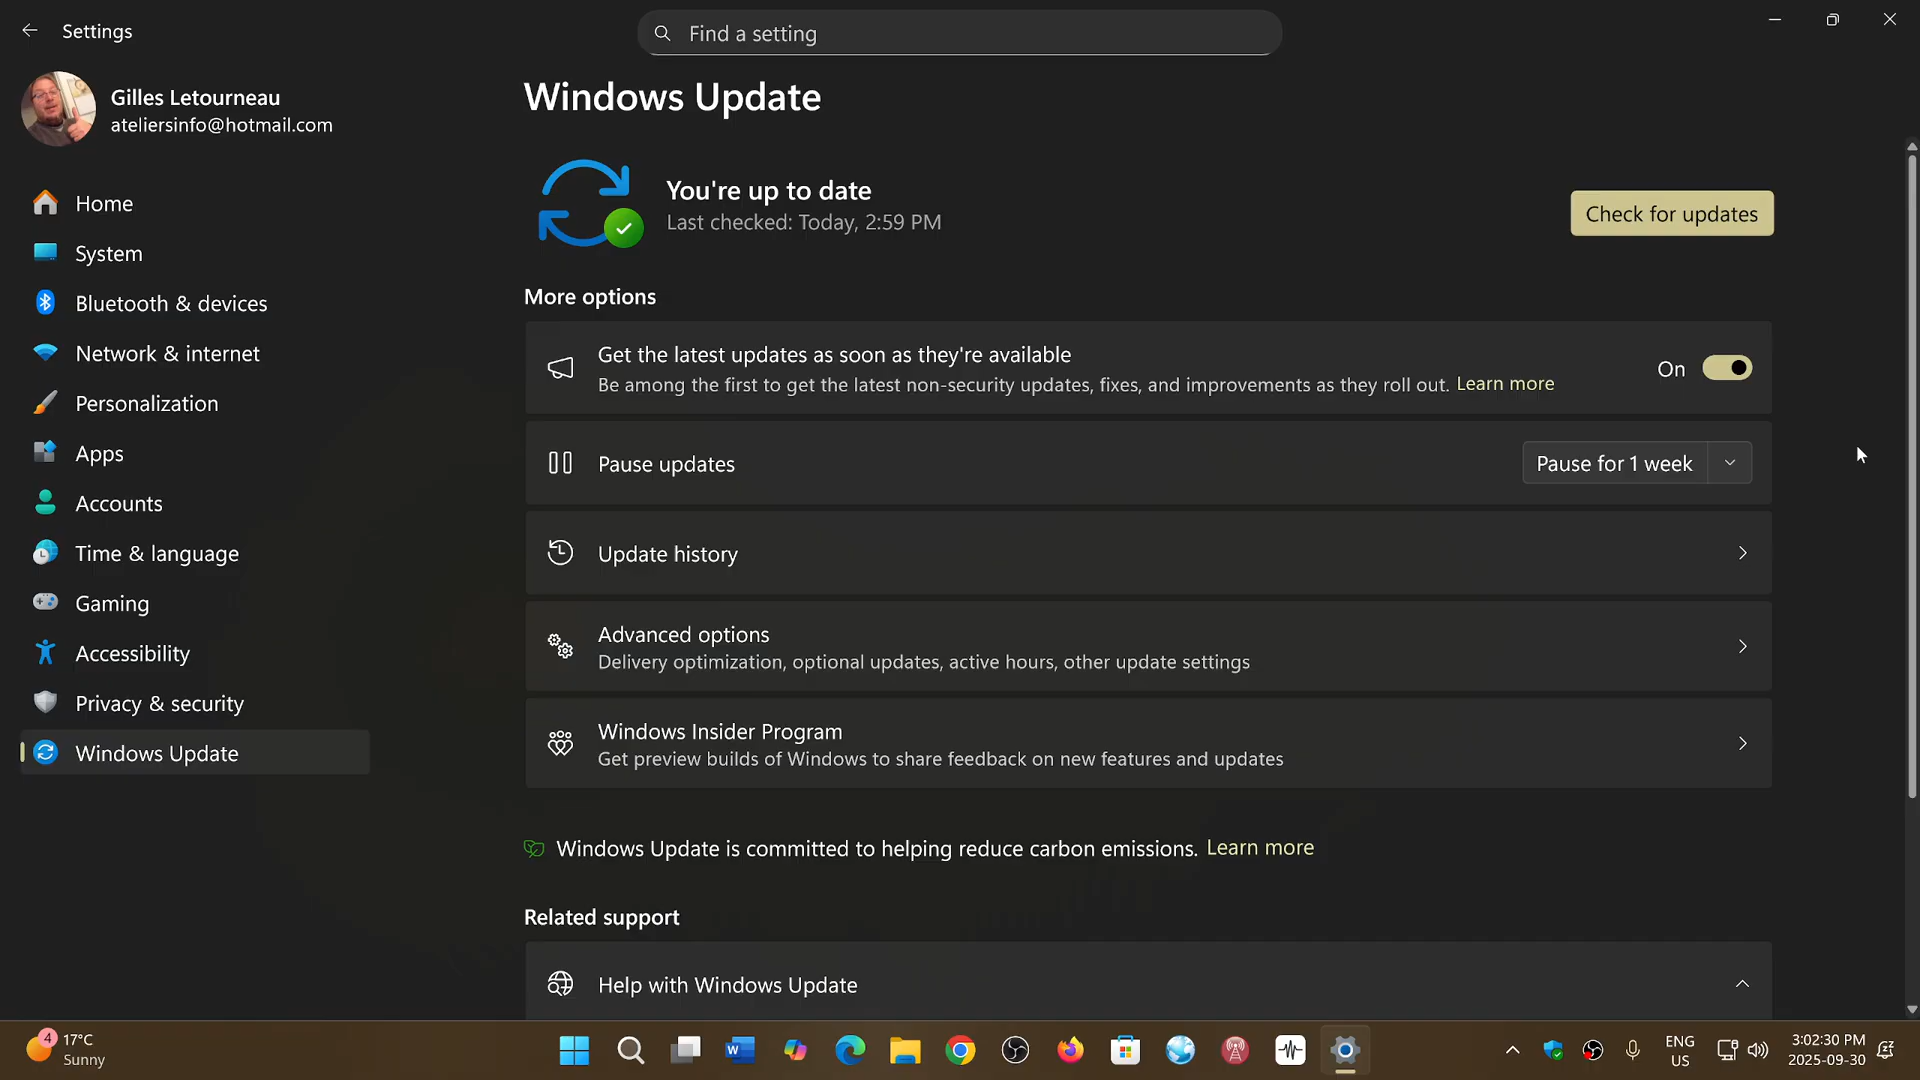 Settings
Find a setting
Gilles Letourneau
ateliersinfo@hotmail.com
Home
System
Bluetooth & devices
Network & internet
Personalization
Apps
Accounts
Time & language
Gaming
Accessibility
Privacy & security
Windows Update
Windows Update
You're up to date
Last checked: Today, 2:59 PM
Check for updates
More options
Get the latest updates as soon as they're available
Be among the first to get the latest non-security updates, fixes, and improvements as they roll out. Learn more
On
Pause updates
Pause for 1 week
Update history
Advanced options
Delivery optimization, optional updates, active hours, other update settings
Windows Insider Program
Get preview builds of Windows to share feedback on new features and updates
Windows Update is committed to helping reduce carbon emissions. Learn more
Related support
Help with Windows Update
4
17°C
Sunny
W
ENG
US
3:02:30 PM
2025-09-30